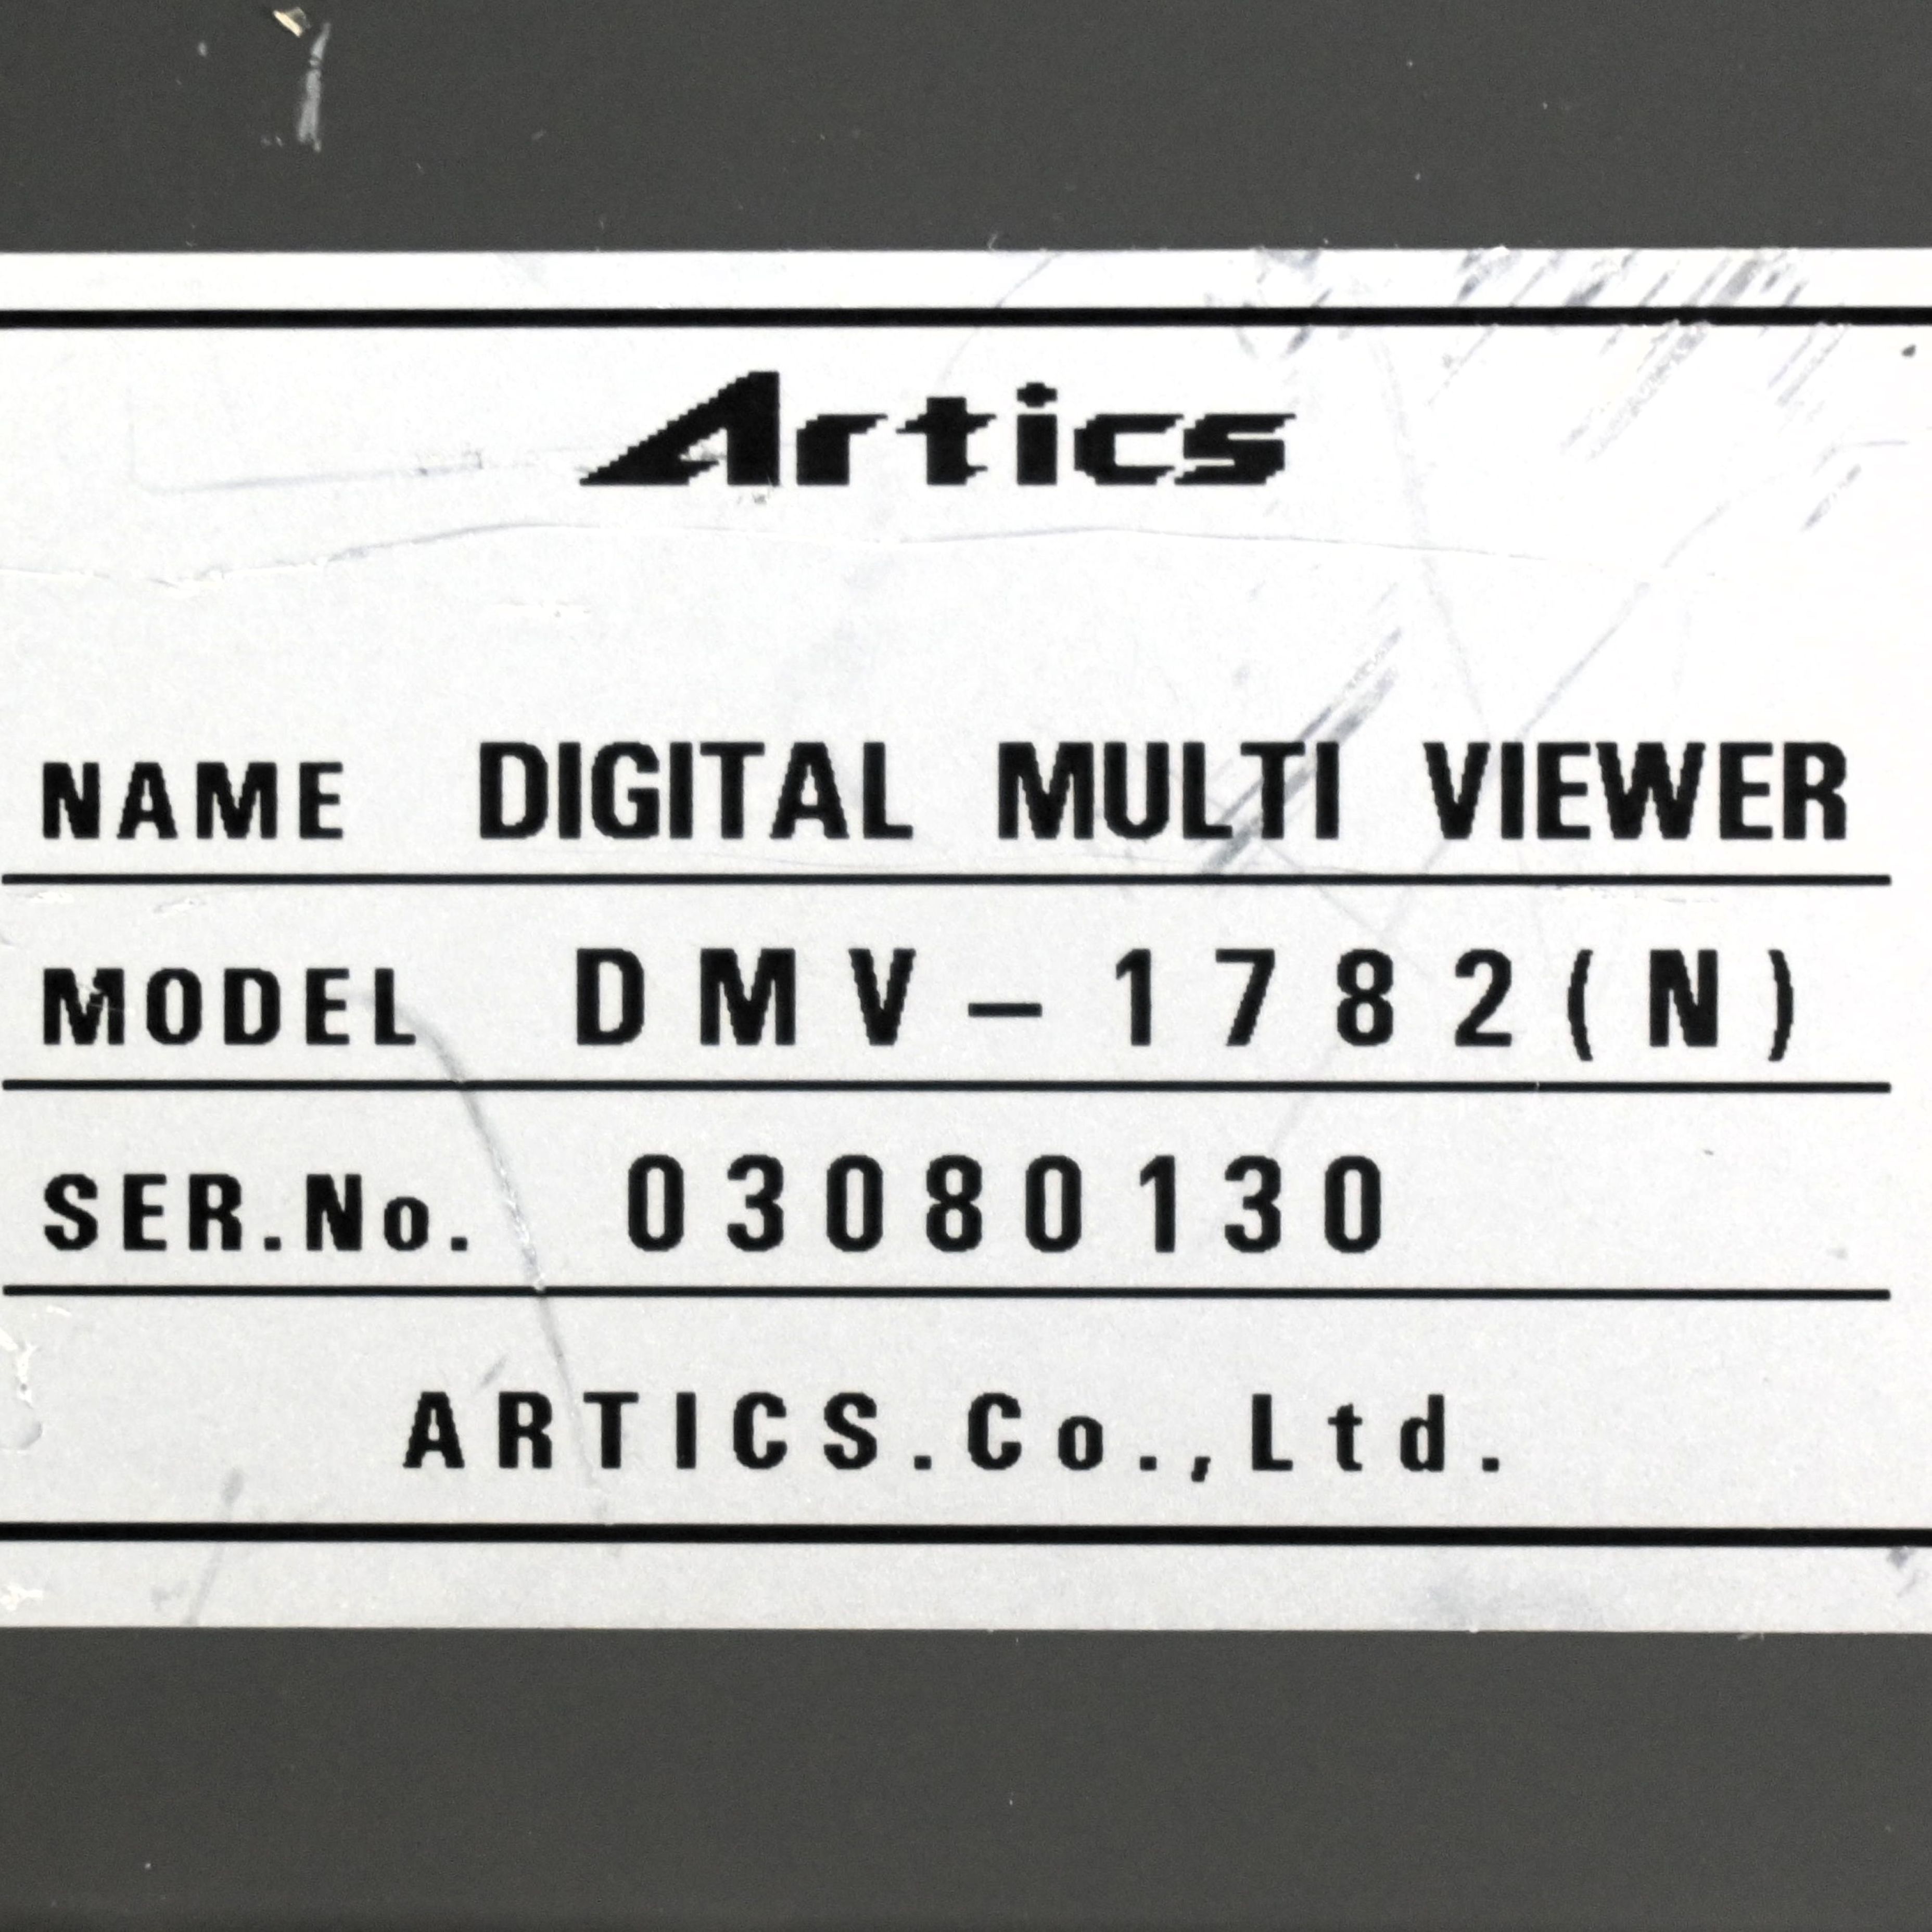 Artics
NAME DIGITAL MULTI VIEWER
MODEL DMV-1782(N)
SER.No. 03080130
ARTICS.Co.,Ltd.